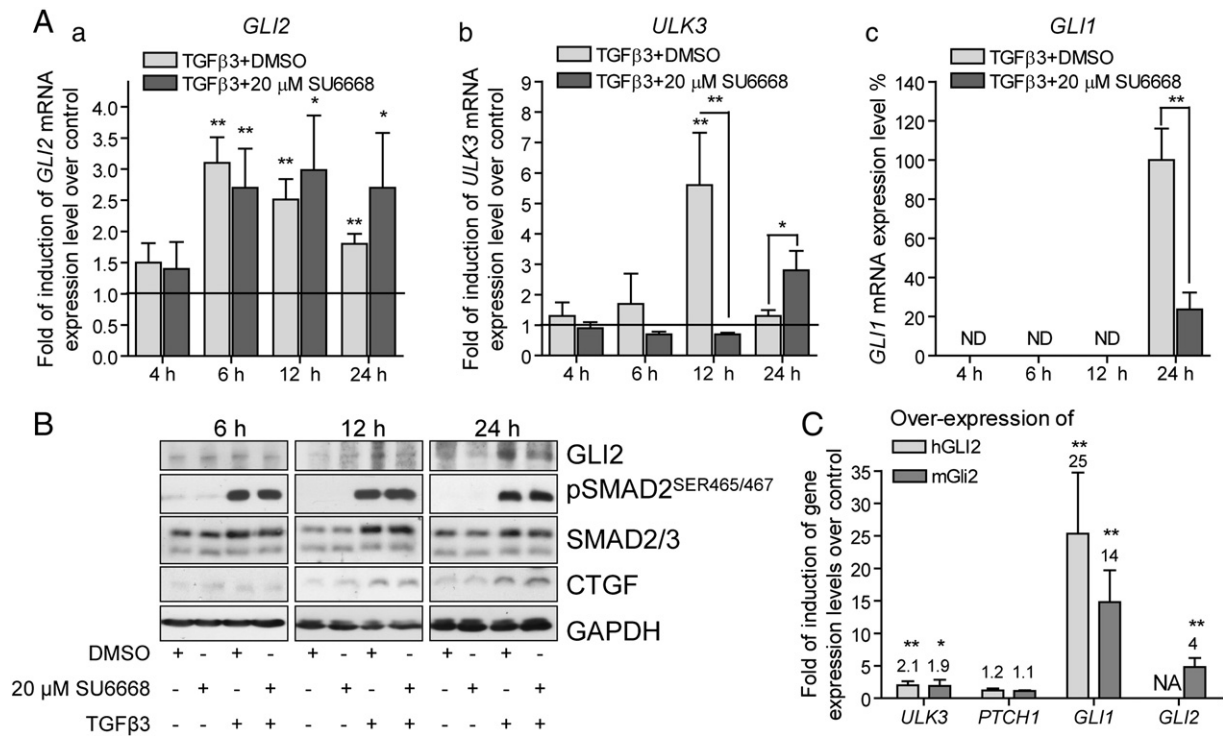 A
a
GLI2
TGFβ3+DMSO
TGFβ3+20 μM SU6668
Fold of induction of GLI2 mRNA
expression level over control
4.0
3.5
3.0
2.5
2.0
1.5
1.0
0.5
0.0
** ** ** * ** *
4 h 6 h 12 h 24 h
b
ULK3
TGFβ3+DMSO
TGFβ3+20 μM SU6668
Fold of induction of ULK3 mRNA
expression level over control
9
8
7
6
5
4
3
2
1
0
**
**
*
4 h 6 h 12 h 24 h
c
GLI1
TGFβ3+DMSO
TGFβ3+20 μM SU6668
GLI1 mRNA expression level %
140
120
100
80
60
40
20
0
**
ND ND ND
4 h 6 h 12 h 24 h
B
6 h 12 h 24 h
GLI2
pSMAD2SER465/467
SMAD2/3
CTGF
GAPDH
DMSO + - + - + - + - + - + -
20 μM SU6668 - + - + - + - + - + - +
TGFβ3 - - + + - - + + - - + +
C
Over-expression of
hGLI2
mGli2
Fold of induction of gene
expression levels over control
35
30
25
20
15
10
5
0
** * ** ** **
2.1 1.9 1.2 1.1 25 14 NA 4
ULK3 PTCH1 GLI1 GLI2